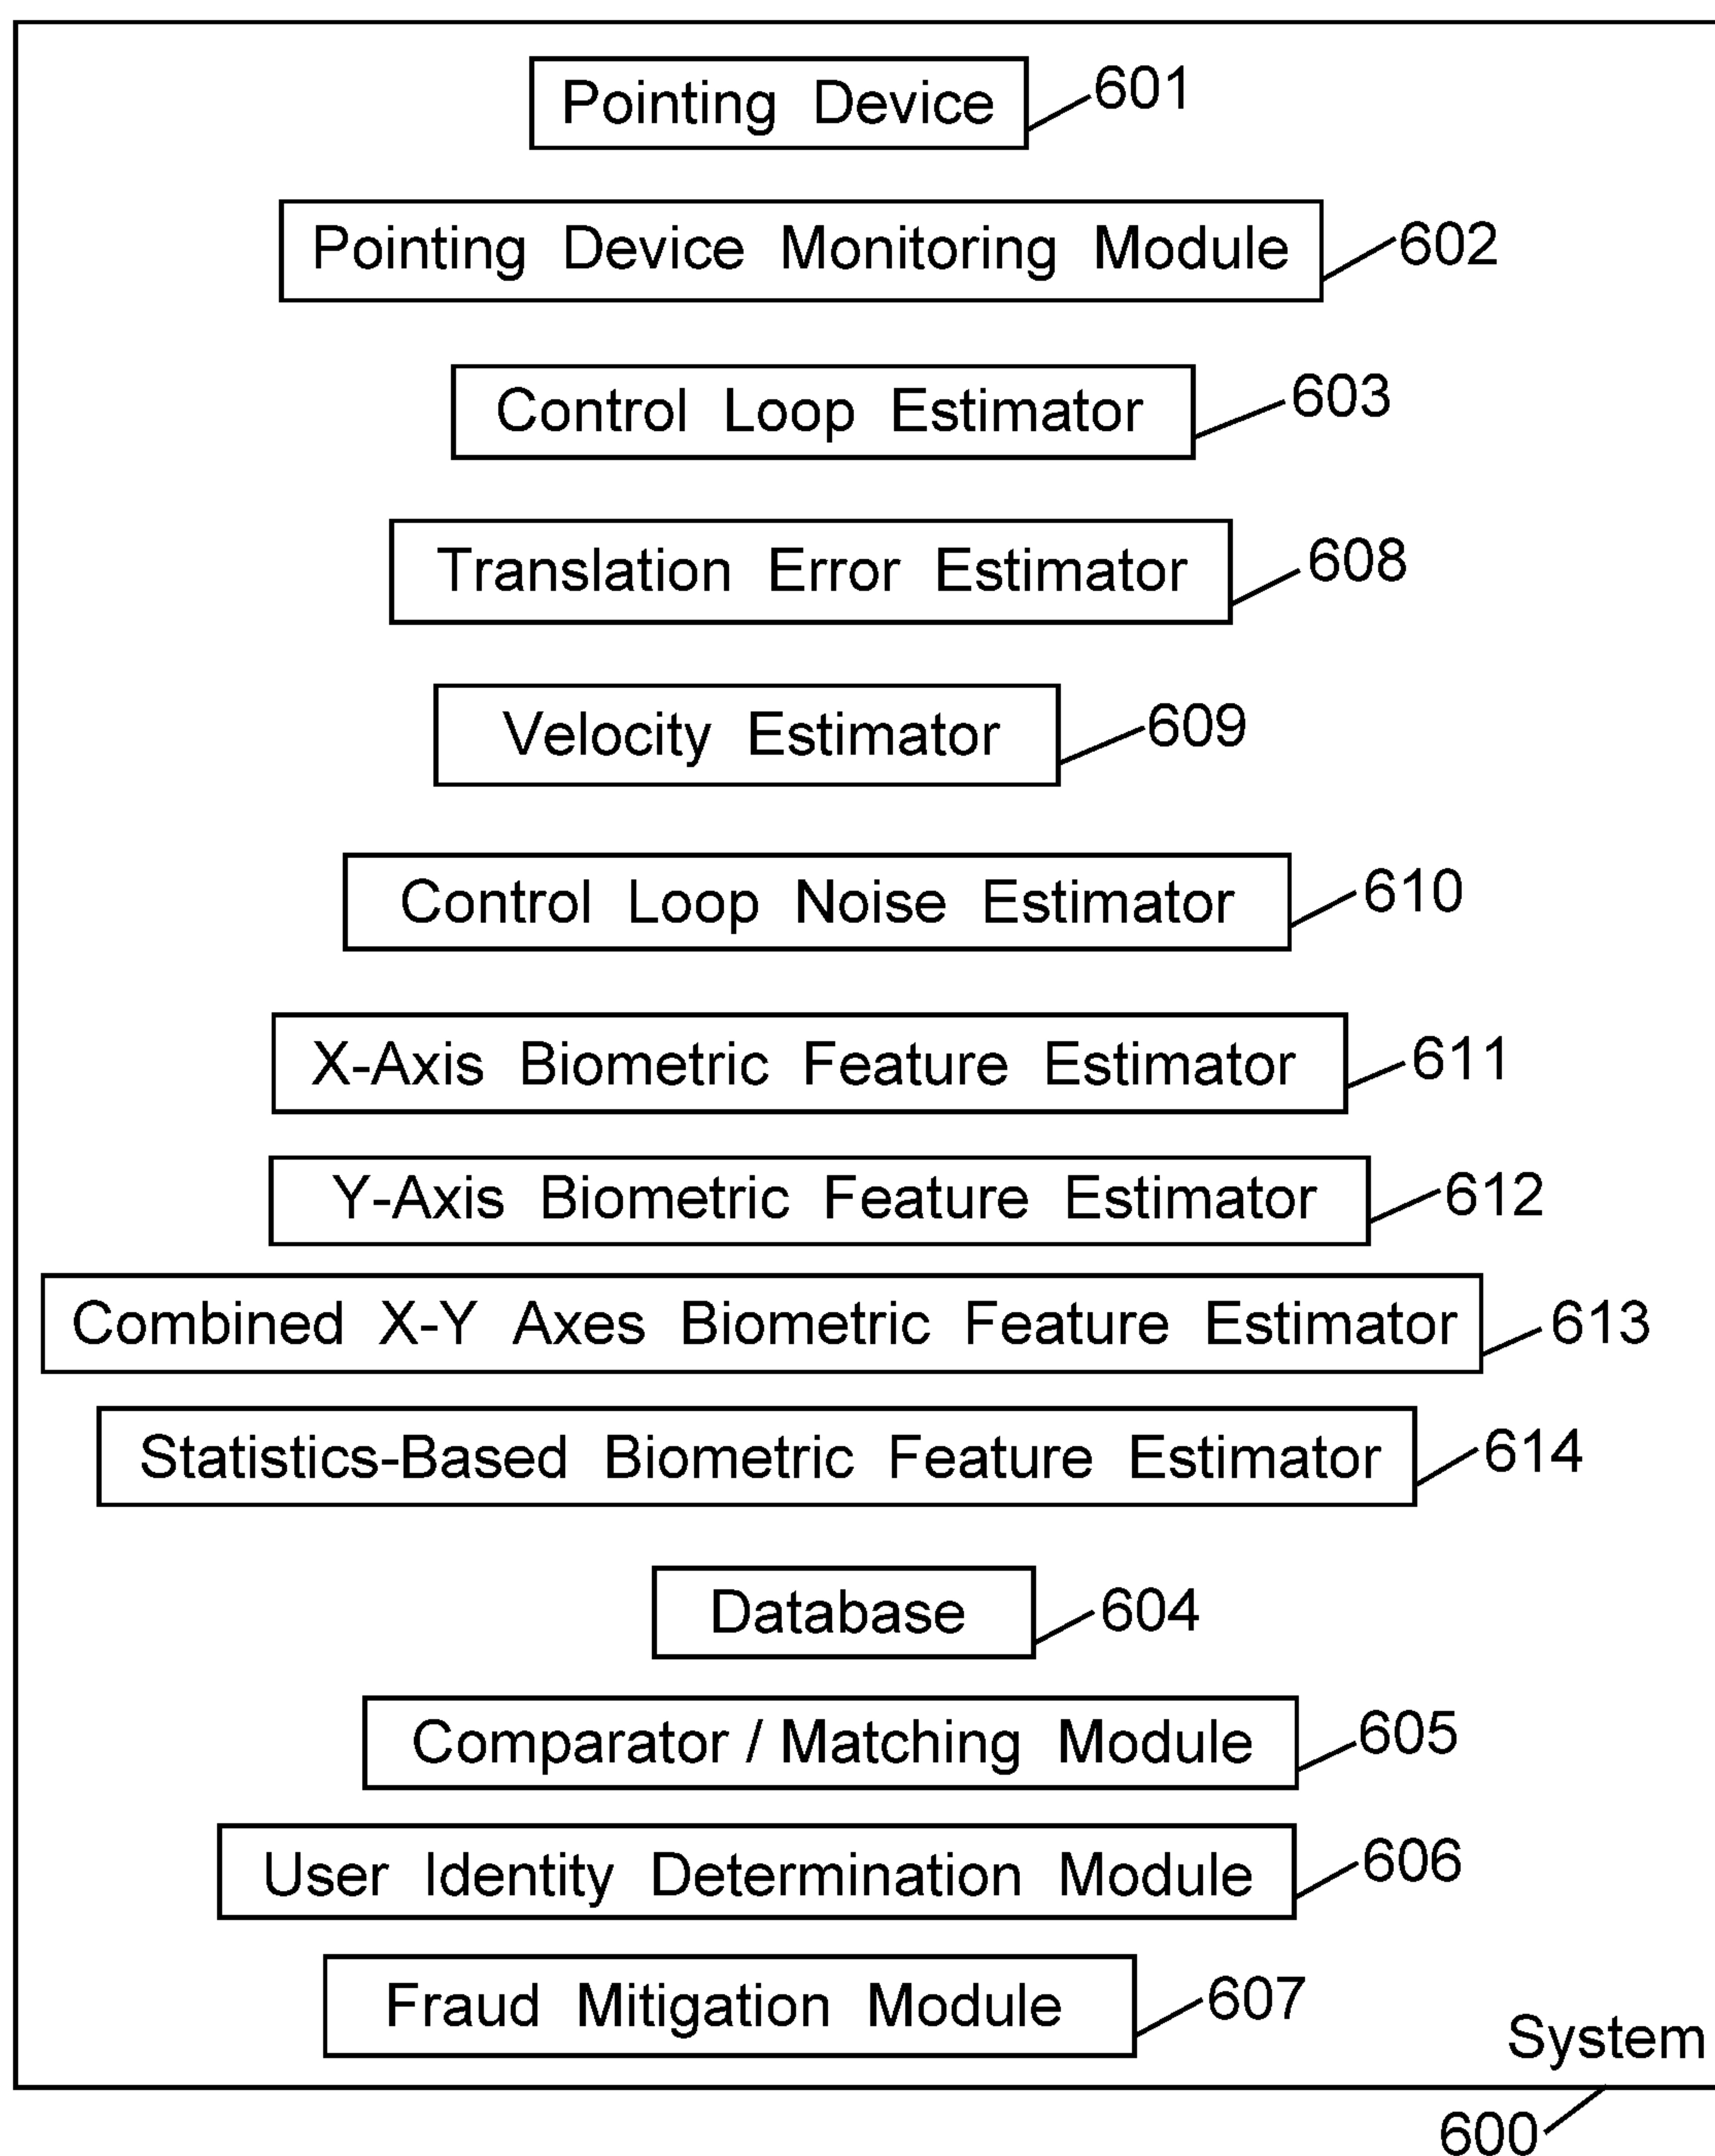 Pointing Device 601
Pointing Device Monitoring Module 602
Control Loop Estimator 603
Translation Error Estimator 608
Velocity Estimator 609
Control Loop Noise Estimator 610
X-Axis Biometric Feature Estimator 611
Y-Axis Biometric Feature Estimator 612
Combined X-Y Axes Biometric Feature Estimator 613
Statistics-Based Biometric Feature Estimator 614
Database 604
Comparator / Matching Module 605
User Identity Determination Module 606
Fraud Mitigation Module 607
System
600